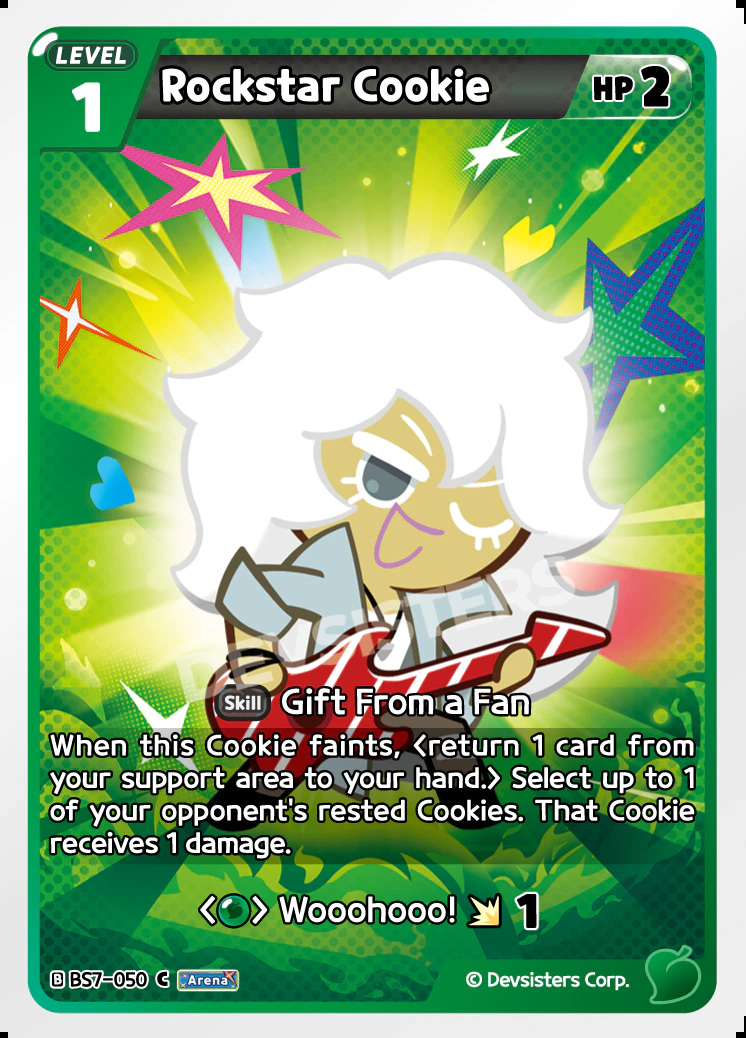 LEVEL
1
Rockstar Cookie
HP 2
DEVSISTERS
Skill Gift From a Fan
When this Cookie faints, <return 1 card from
your support area to your hand.> Select up to 1
of your opponent's rested Cookies. That Cookie
receives 1 damage.
< > Wooohooo! 1
B BS7-050 C Arena
© Devsisters Corp.